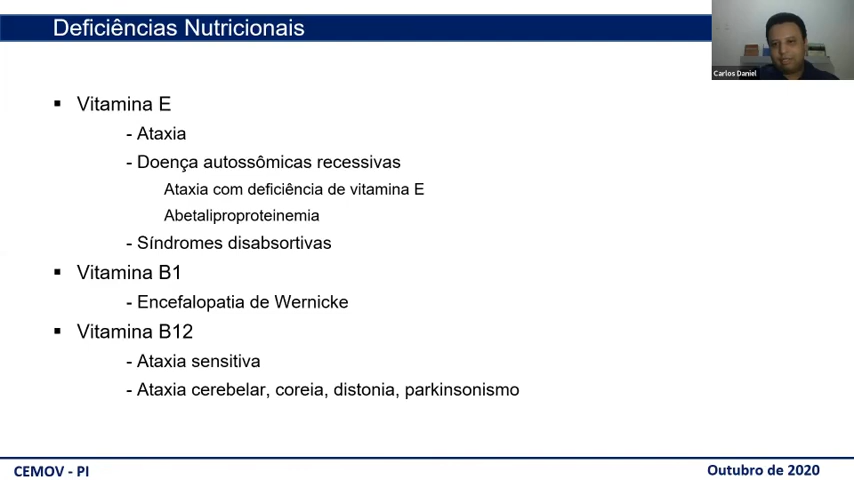 Deficiências Nutricionais
Carlos Daniel
▪ Vitamina E
- Ataxia
- Doença autossômicas recessivas
Ataxia com deficiência de vitamina E
Abetaliproproteinemia
- Síndromes disabsortivas
▪ Vitamina B1
- Encefalopatia de Wernicke
▪ Vitamina B12
- Ataxia sensitiva
- Ataxia cerebelar, coreia, distonia, parkinsonismo
CEMOV - PI
Outubro de 2020